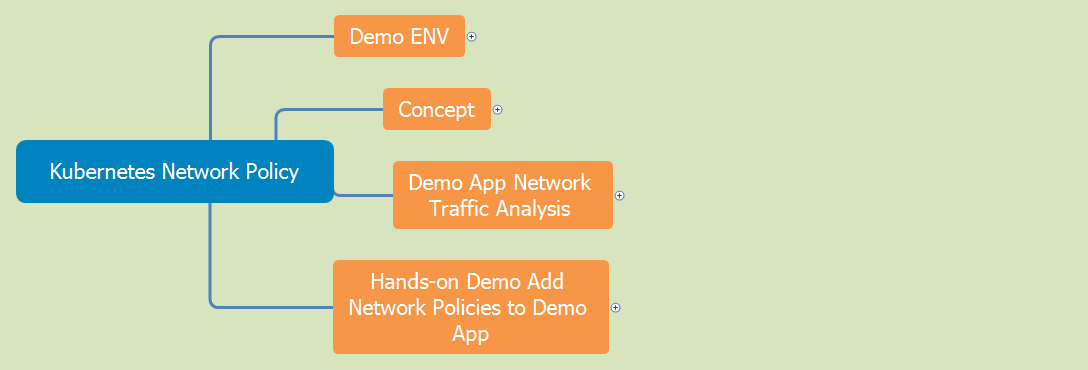 Demo ENV
Concept
Kubernetes Network Policy
Demo App Network
Traffic Analysis
Hands-on Demo Add
Network Policies to Demo
App